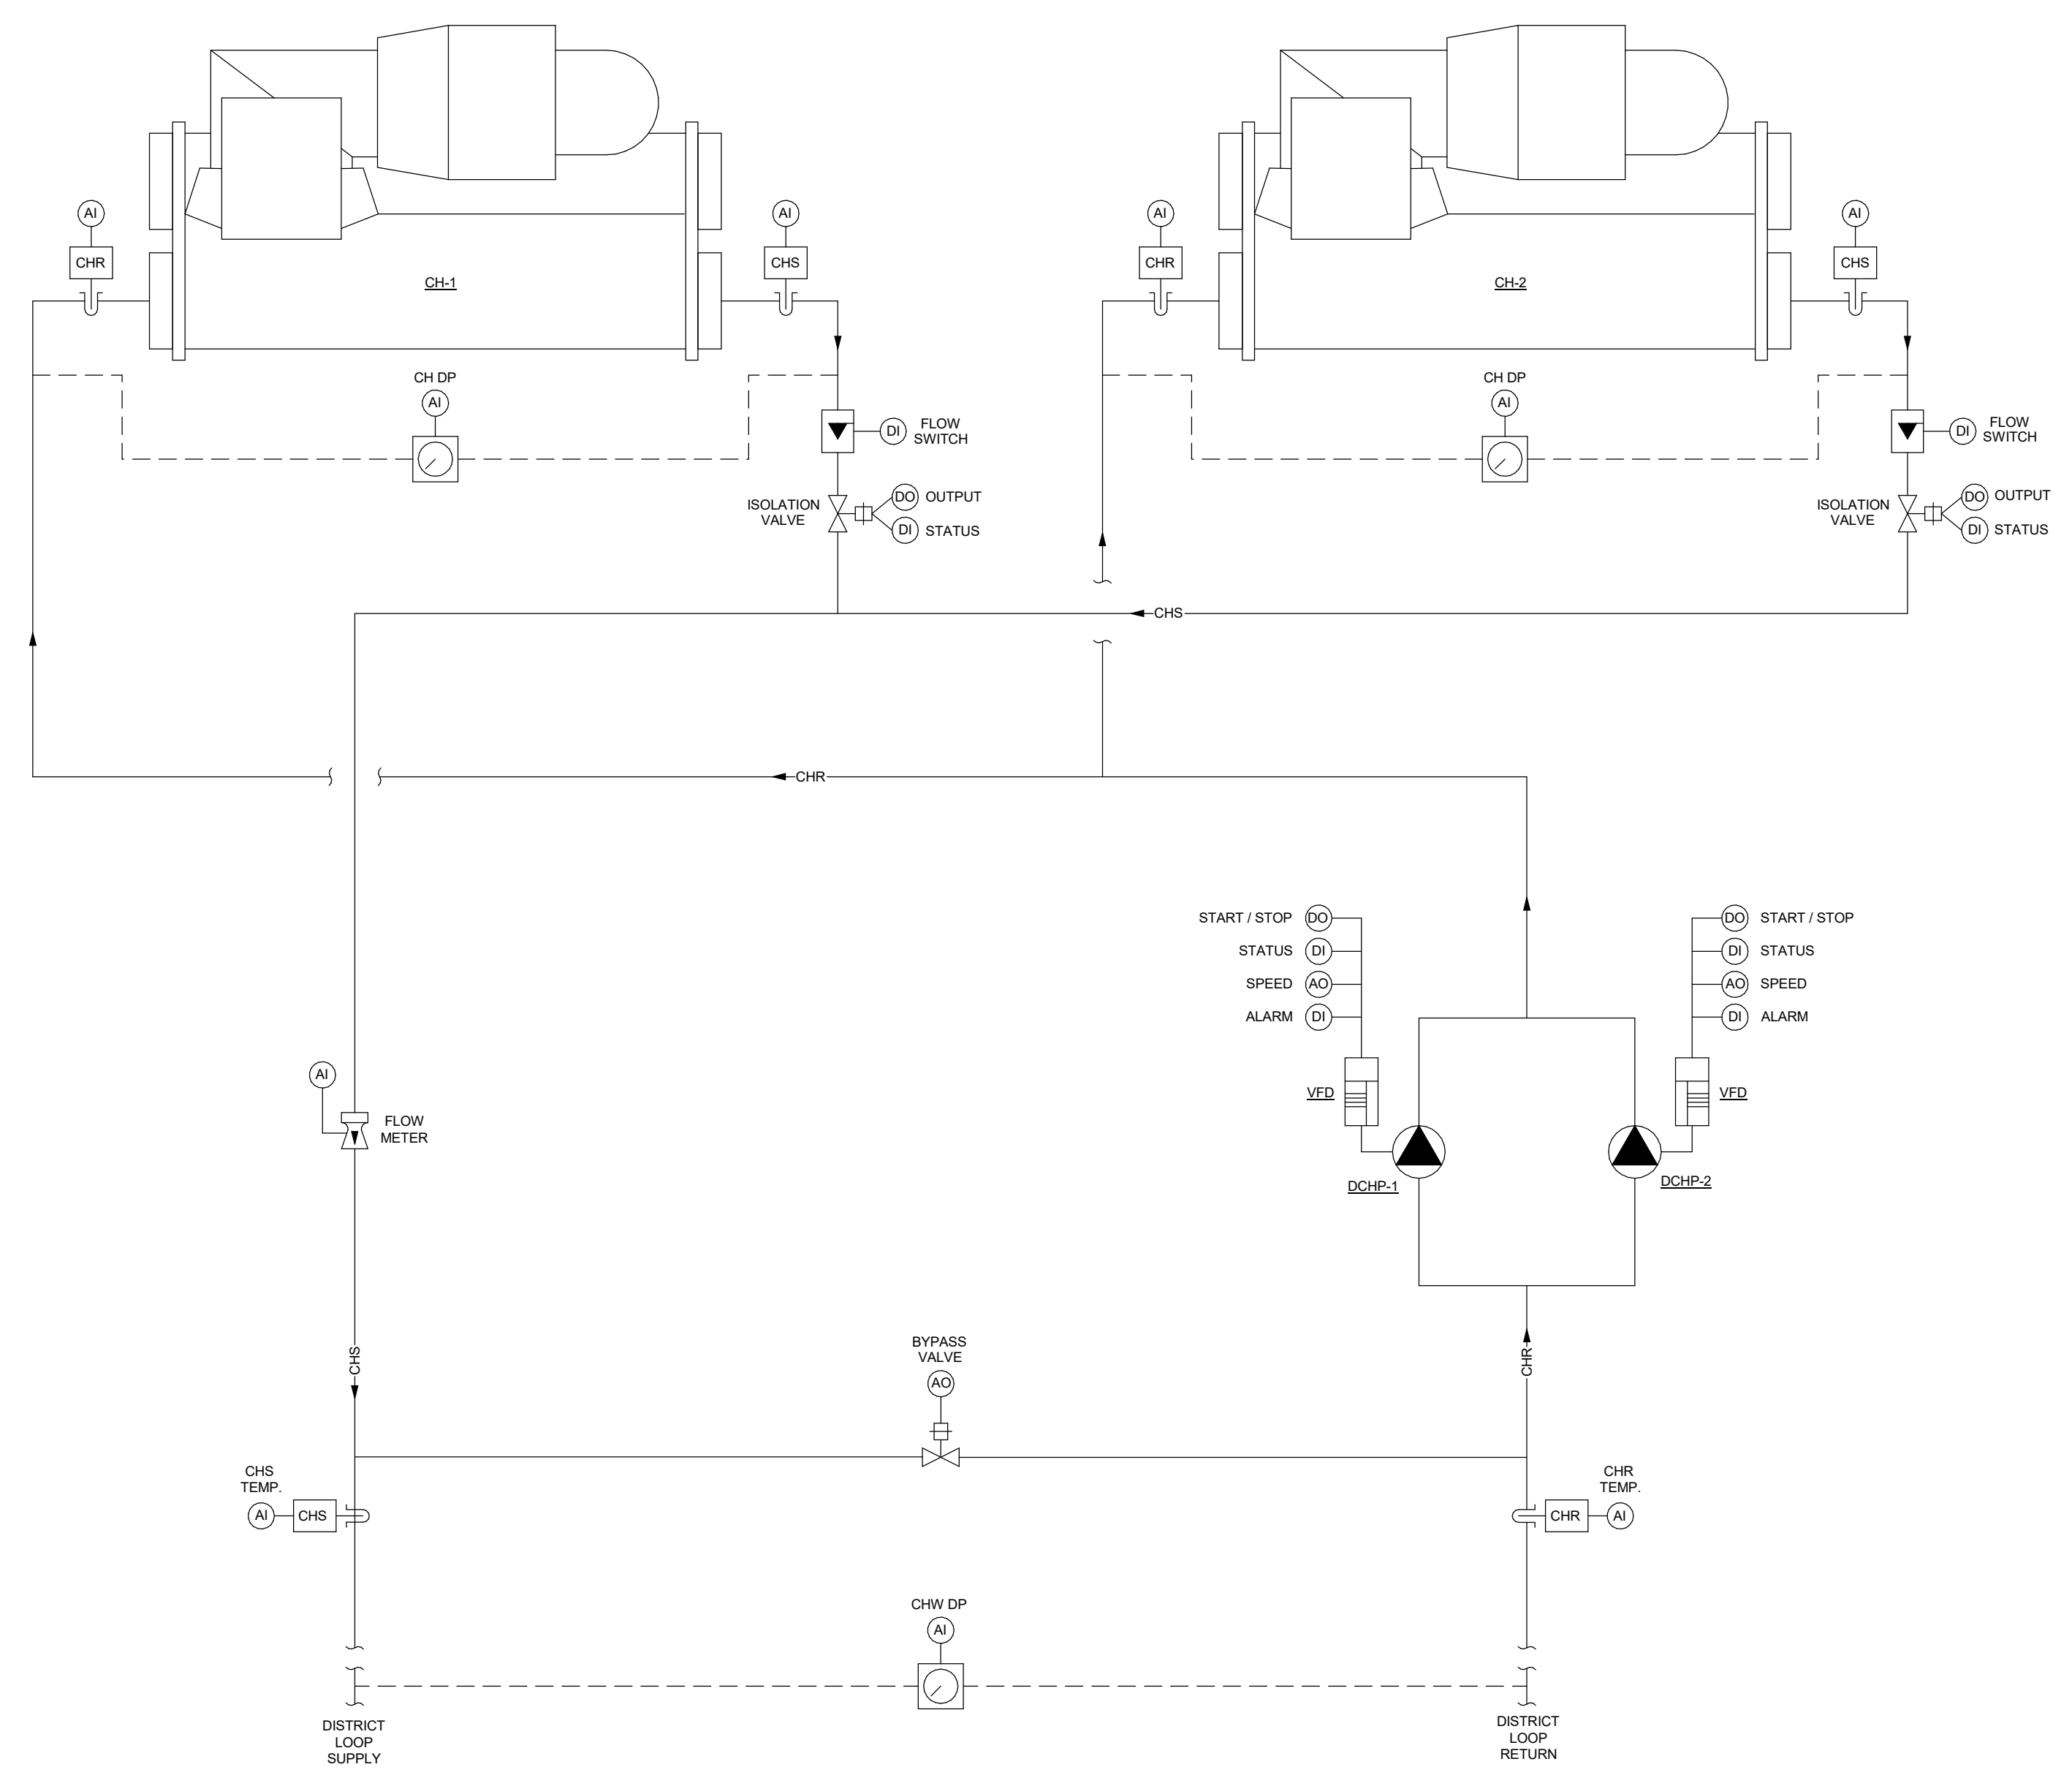 AI
AI
AI
AI
CHR
CHS
CHR
CHS
CH-1
CH-2
CH DP
AI
CH DP
AI
DI
FLOW
SWITCH
DI
FLOW
SWITCH
ISOLATION
VALVE
DO OUTPUT
DI STATUS
ISOLATION
VALVE
DO OUTPUT
DI STATUS
CHS
CHR
START / STOP DO
STATUS DI
SPEED AO
ALARM DI
DO START / STOP
DI STATUS
AO SPEED
DI ALARM
VFD
VFD
AI
FLOW
METER
DCHP-1
DCHP-2
CHS
CHR
BYPASS
VALVE
AO
CHS
TEMP.
AI CHS
CHR
TEMP.
CHR AI
CHW DP
AI
DISTRICT
LOOP
SUPPLY
DISTRICT
LOOP
RETURN